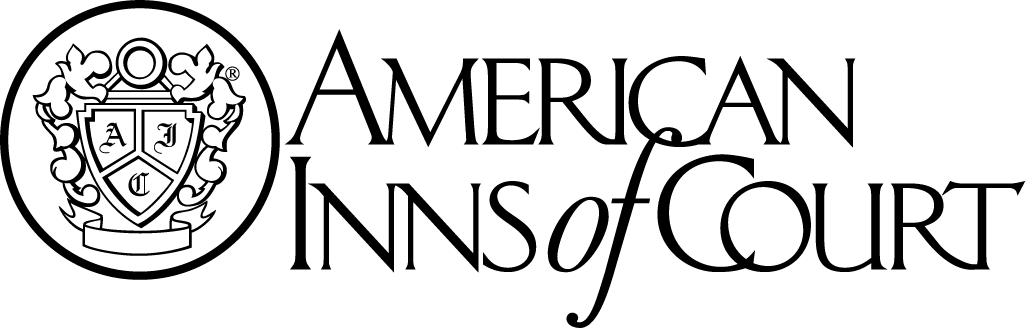 A I
C
®
AMERICAN
INNS of COURT